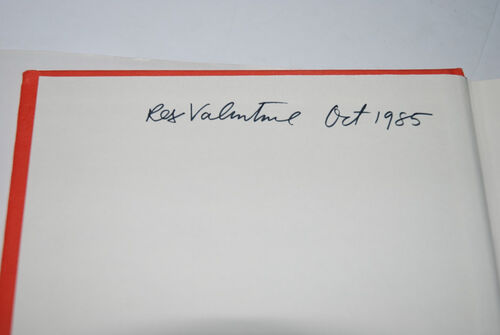 Rex Valentine Oct 1985